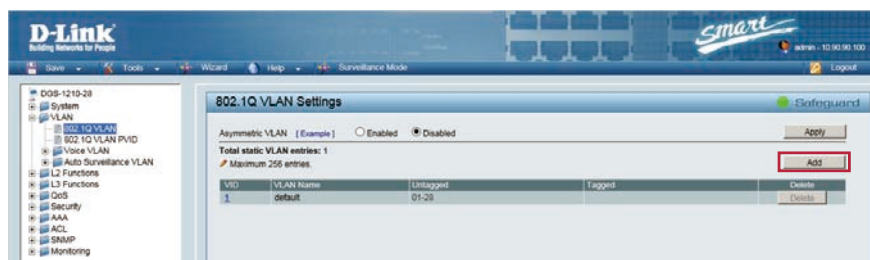 D-Link
Building Networks for People
smart
admin - 10.90.90.100
Save Tools Wizard Help Surveillance Mode Logout
DGS-1210-28
System
VLAN
802.1Q VLAN
802.1Q VLAN PVID
Voice VLAN
Auto Surveillance VLAN
L2 Functions
L3 Functions
QoS
Security
AAA
ACL
SNMP
Monitoring
802.1Q VLAN Settings
Safeguard
Asymmetric VLAN [ Example ] Enabled Disabled Apply
Total static VLAN entries: 1
Maximum 256 entries. Add
VID VLAN Name Untagged Tagged Delete
1 default 01-28 Delete